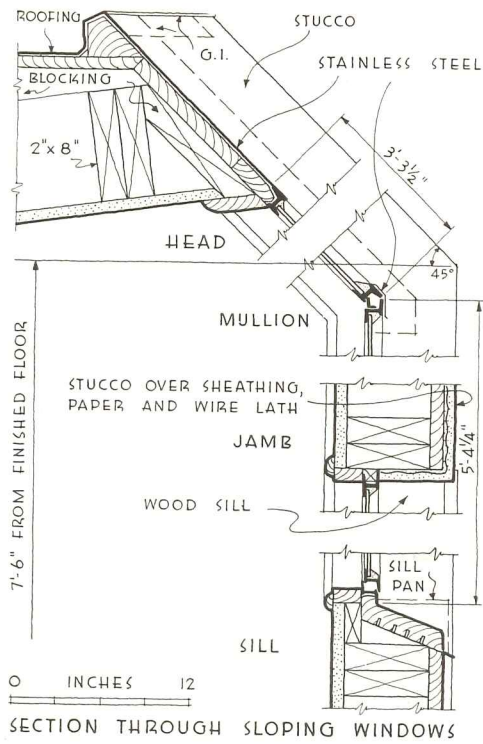 ROOFING
STUCCO
G.I.
STAINLESS STEEL
BLOCKING
2"x 8"
3'-3½"
HEAD
45°
MULLION
STUCCO OVER SHEATHING,
PAPER AND WIRE LATH
JAMB
5'-4¼"
WOOD SILL
7'-6" FROM FINISHED FLOOR
SILL
PAN
SILL
0 INCHES 12
SECTION THROUGH SLOPING WINDOWS